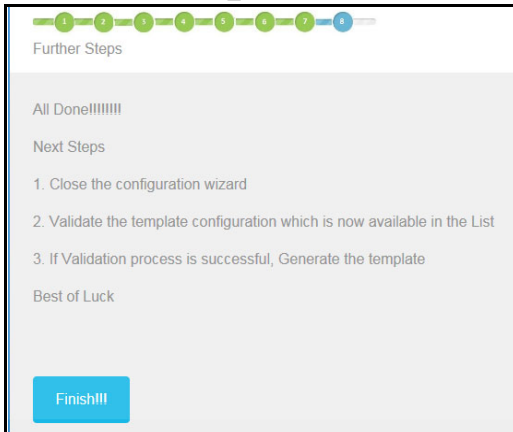 1 2 3 4 5 6 7 8
Further Steps
All Done!!!!!!!!
Next Steps
1. Close the configuration wizard
2. Validate the template configuration which is now available in the List
3. If Validation process is successful, Generate the template
Best of Luck
Finish!!!